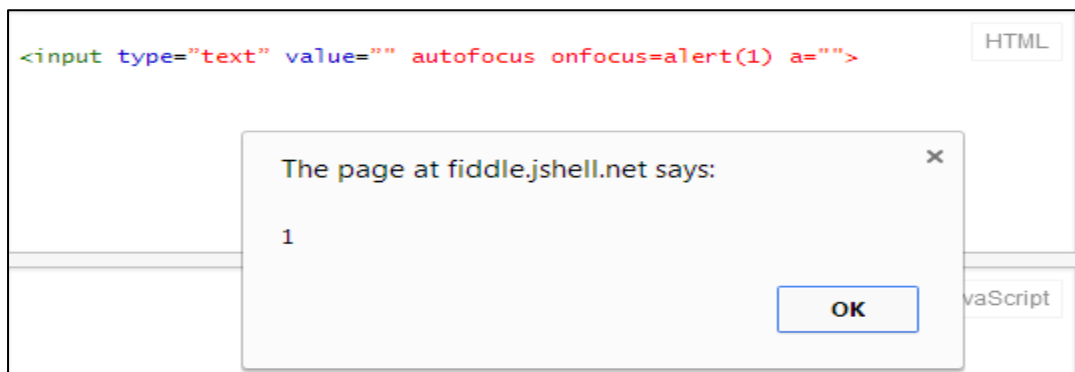 <input type="text” value="" autofocus onfocus=alert(1) a="">
HTML
The page at fiddle.jshell.net says:
1
OK
vaScript